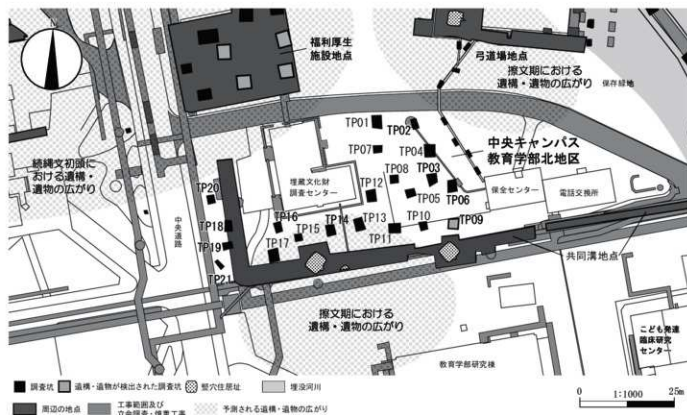 福利厚生
施設地点
弓道場地点
擦文期における
遺構・遺物の広がり
保存緑地
中央キャンパス
教育学部北地区
続縄文初頭に
おける遺構・
遺物の広がり
中央道路
埋蔵文化財
調査センター
保全センター
電話交換所
TP01
TP02
TP07
TP04
TP08
TP03
TP12
TP05
TP06
TP20
TP18
TP19
TP21
TP16
TP15
TP14
TP13
TP17
TP11
TP10
TP09
共同溝地点
擦文期における
遺構・遺物の広がり
教育学部研究棟
こども発達
臨床研究
センター
調査坑
遺構・遺物が検出された調査坑
竪穴住居址
埋没河川
周辺の地点
工事範囲及び
立会調査・慎重工事
予測される遺構・遺物の広がり
0 1:1000 25m